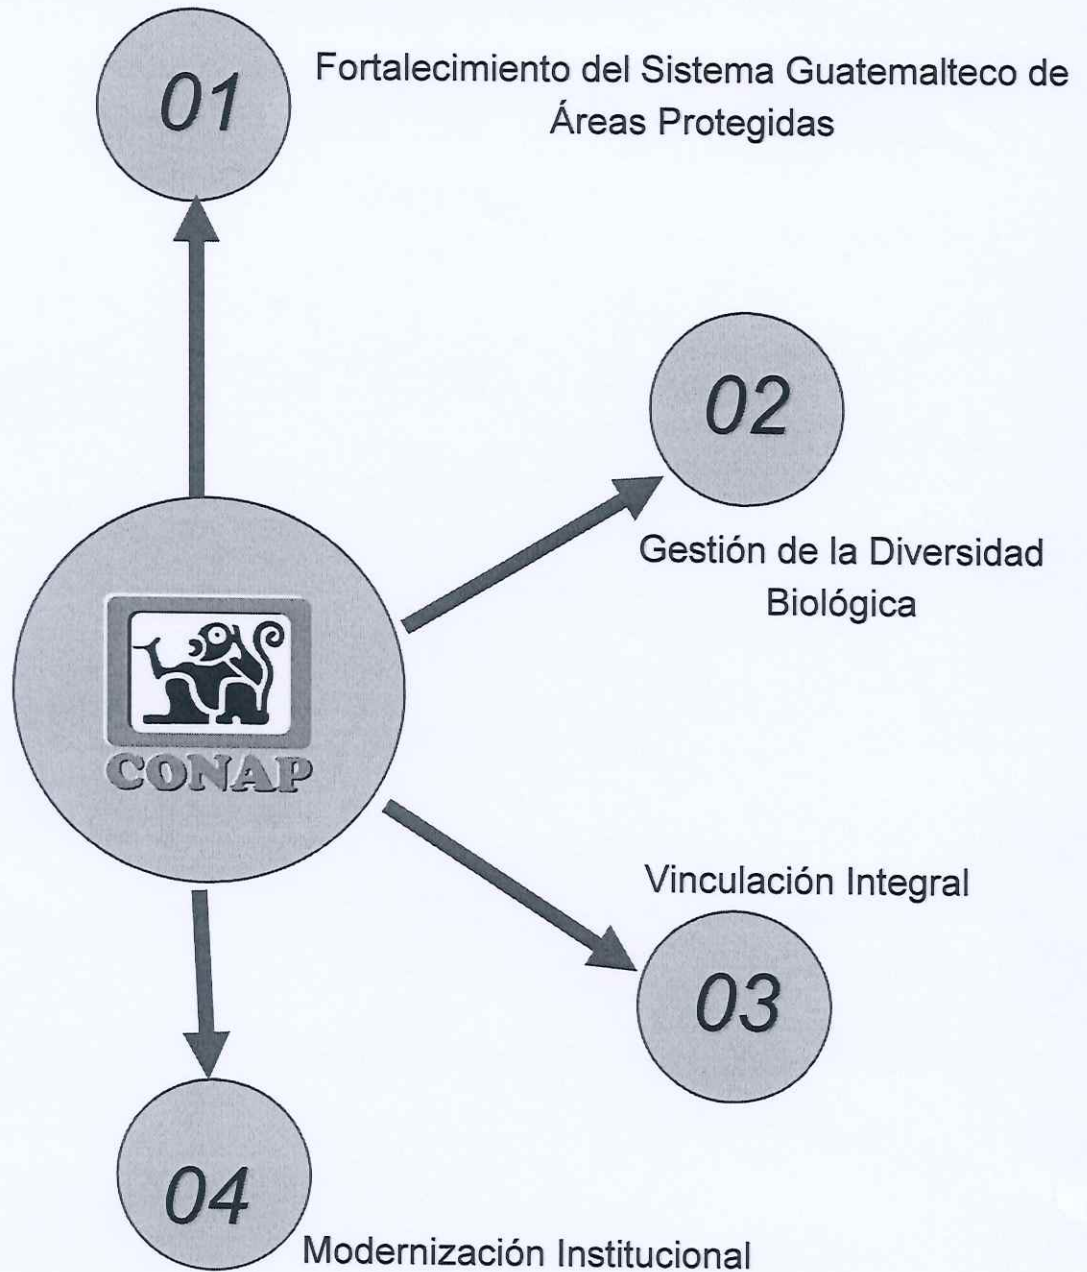 01
Fortalecimiento del Sistema Guatemalteco de
Áreas Protegidas
02
Gestión de la Diversidad
Biológica
CONAP
Vinculación Integral
03
04
Modernización Institucional